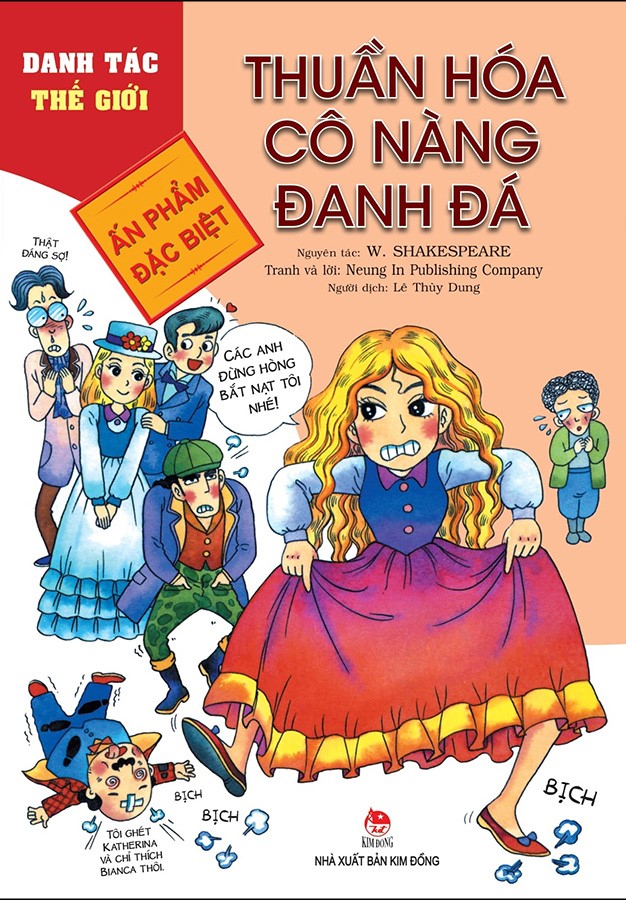 DANH TÁC
THẾ GIỚI
THUẦN HÓA
CÔ NÀNG
ĐANH ĐÁ
ẤN PHẨM
ĐẶC BIỆT
Nguyên tác: W. SHAKESPEARE
Tranh và lời: Neung In Publishing Company
Người dịch: Lê Thùy Dung
THẬT
ĐÁNG SỢ!
CÁC ANH
ĐỪNG HÒNG
BẮT NẠT TÔI
NHÉ!
BỊCH
BỊCH
BỊCH
TÔI GHÉT
KATHERINA
VÀ CHỈ THÍCH
BIANCA THÔI.
KIM ĐỒNG
NHÀ XUẤT BẢN KIM ĐỒNG